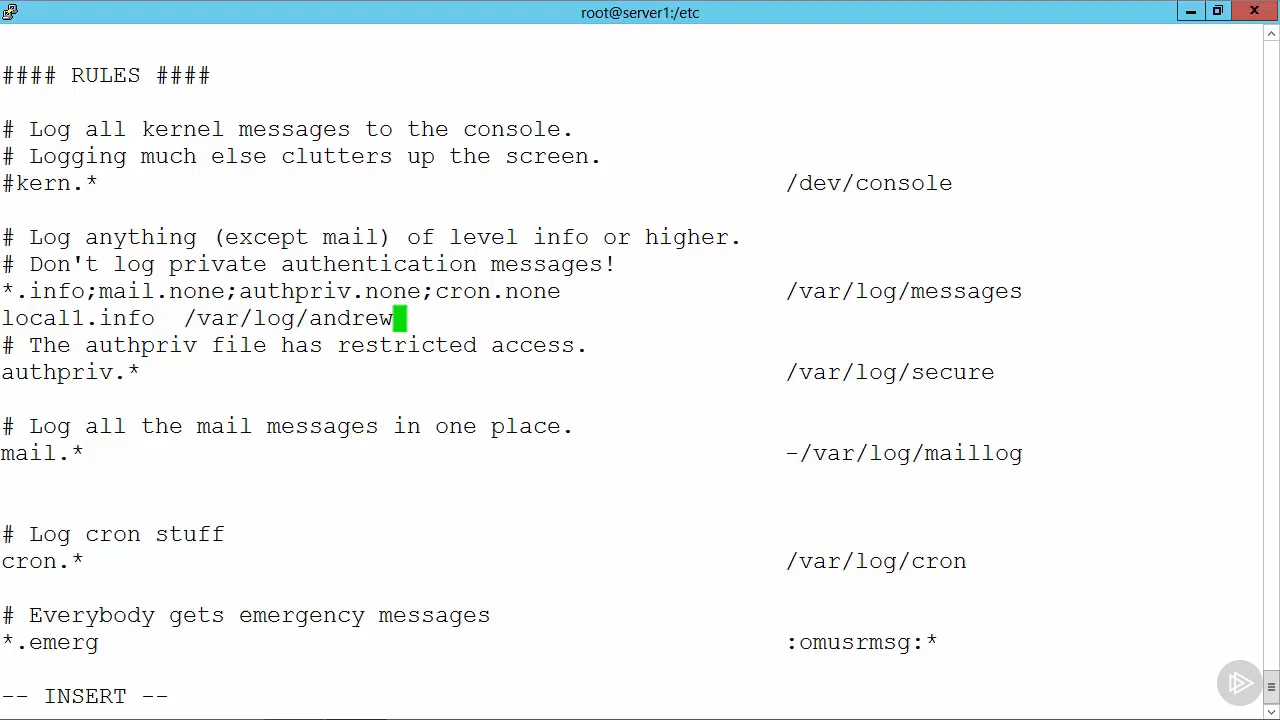 root@server1:/etc
#### RULES ####
# Log all kernel messages to the console.
# Logging much else clutters up the screen.
#kern.* /dev/console
# Log anything (except mail) of level info or higher.
# Don't log private authentication messages!
*.info;mail.none;authpriv.none;cron.none /var/log/messages
local1.info /var/log/andrew
# The authpriv file has restricted access.
authpriv.* /var/log/secure
# Log all the mail messages in one place.
mail.* -/var/log/maillog
# Log cron stuff
cron.* /var/log/cron
# Everybody gets emergency messages
*.emerg :omusrmsg:*
-- INSERT --